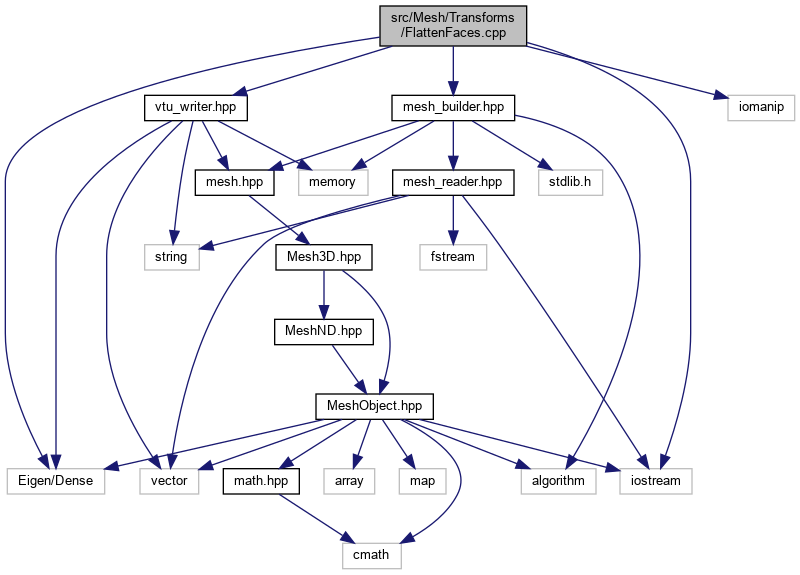 src/Mesh/Transforms
/FlattenFaces.cpp
vtu_writer.hpp
mesh_builder.hpp
iomanip
mesh.hpp
memory
mesh_reader.hpp
stdlib.h
string
Mesh3D.hpp
fstream
MeshND.hpp
MeshObject.hpp
Eigen/Dense
vector
math.hpp
array
map
algorithm
iostream
cmath